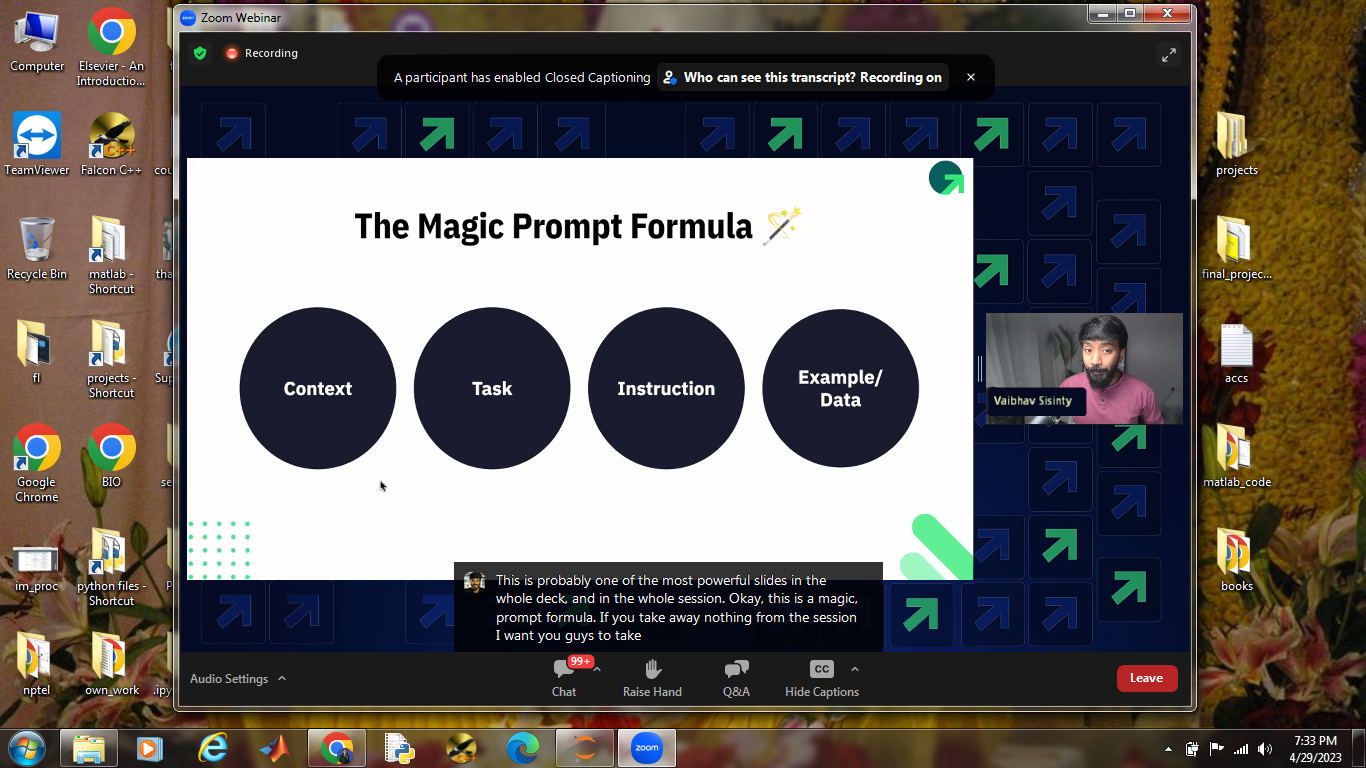 Zoom Webinar
Recording
A participant has enabled Closed Captioning
Who can see this transcript? Recording on
The Magic Prompt Formula
Context
Task
Instruction
Example/
Data
Vaibhav Sisinty
This is probably one of the most powerful slides in the
whole deck, and in the whole session. Okay, this is a magic,
prompt formula. If you take away nothing from the session
I want you guys to take
Audio Settings
99+
Chat
Raise Hand
Q&A
CC
Hide Captions
Leave
Computer
Elsevier - An
Introductio...
TeamViewer
Falcon C++
cou
Recycle Bin
matlab -
Shortcut
tha
fl
projects -
Shortcut
Sup
Google
Chrome
BIO
se
im_proc
python files -
Shortcut
P
nptel
own_work
.ipy
projects
final_projec...
accs
matlab_code
books
zoom
7:33 PM
4/29/2023